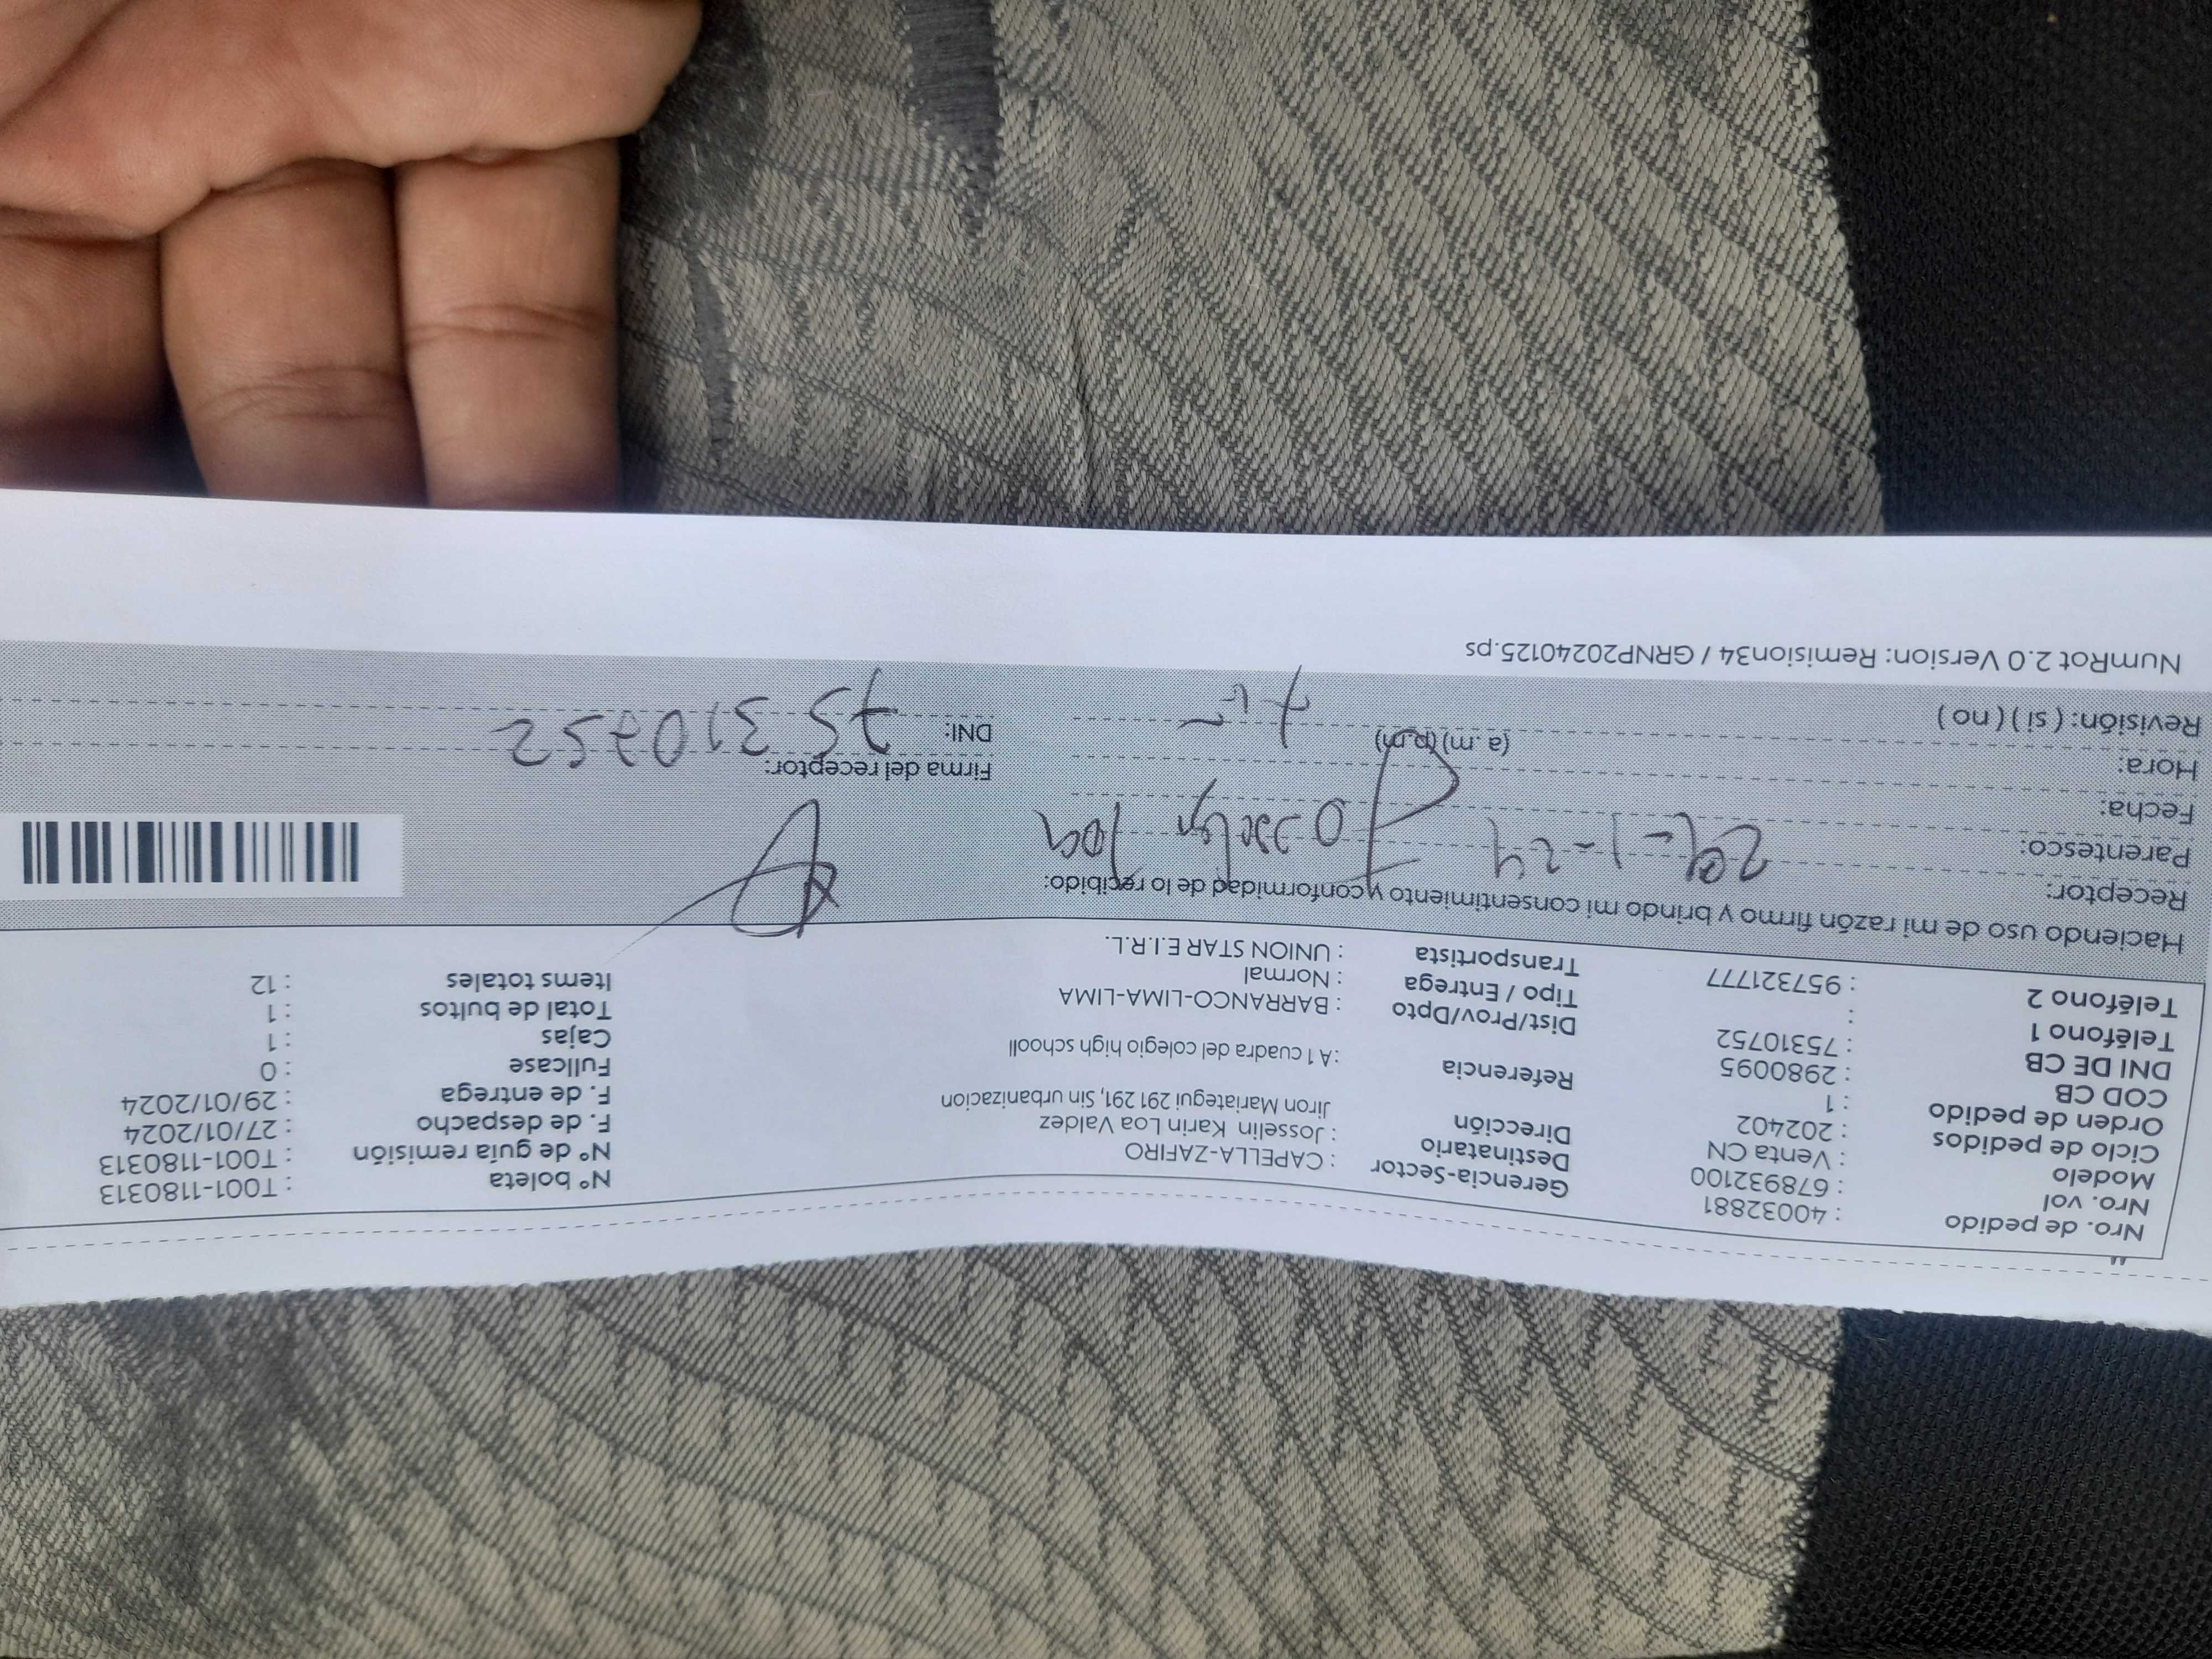 Nro. de pedido : 40032881 Gerencia-Sector : CAPELLA-ZAFIRO N° boleta : T001-1180313
Nro. vol : 678932100 Destinatario : Josselin Karin Loa Valdez N° de guía remisión : T001-1180313
Modelo : Venta CN Dirección Jiron Mariategui 291 291, Sin urbanizacion F. de despacho : 27/01/2024
Ciclo de pedidos : 202402 F. de entrega : 29/01/2024
Orden de pedido : 1 Referencia : A 1 cuadra del colegio high schooll Fullcase : 0
COD CB : 2980095 Cajas : 1
DNI DE CB : 75310752 Dist/Prov/Dpto : BARRANCO-LIMA-LIMA Total de bultos : 1
Teléfono 1 : Tipo / Entrega : Normal Items totales : 12
Teléfono 2 : 957321777 Transportista : UNION STAR E.I.R.L.
Haciendo uso de mi razón firmo y brindo mi consentimiento y conformidad de lo recibido:
Receptor:
Parentesco: 29-1-24 Josselyn loa
Fecha:
Hora: (a. m) (p.m) Firma del receptor:
Revisión: ( si ) ( no ) DNI: 75310752
NumRot 2.0 Version: Remision34 / GRNP20240125.ps